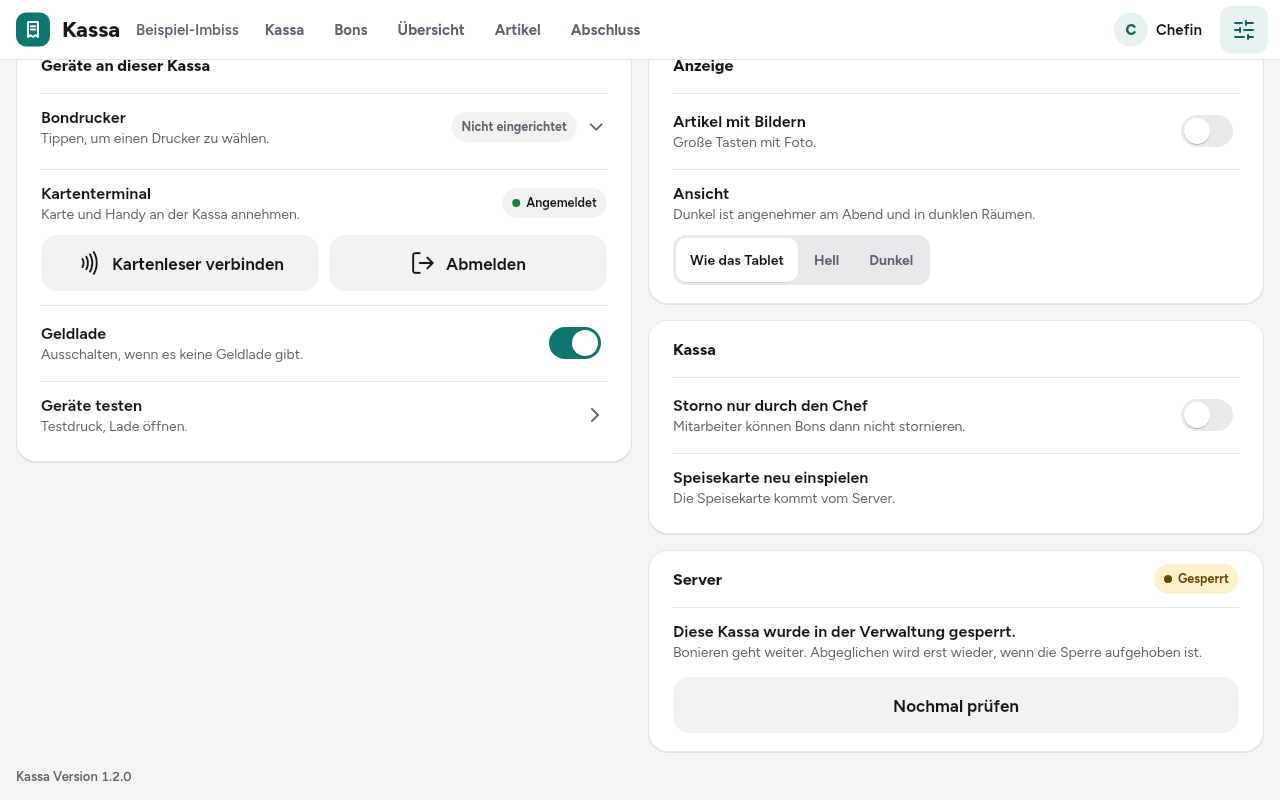 Kassa Beispiel-Imbiss Kassa Bons Übersicht Artikel Abschluss C Chefin
Geräte an dieser Kassa
Bondrucker
Tippen, um einen Drucker zu wählen.
Nicht eingerichtet
Kartenterminal
Karte und Handy an der Kassa annehmen.
Angemeldet
Kartenleser verbinden
Abmelden
Geldlade
Ausschalten, wenn es keine Geldlade gibt.
Geräte testen
Testdruck, Lade öffnen.
Anzeige
Artikel mit Bildern
Große Tasten mit Foto.
Ansicht
Dunkel ist angenehmer am Abend und in dunklen Räumen.
Wie das Tablet Hell Dunkel
Kassa
Storno nur durch den Chef
Mitarbeiter können Bons dann nicht stornieren.
Speisekarte neu einspielen
Die Speisekarte kommt vom Server.
Server
Gesperrt
Diese Kassa wurde in der Verwaltung gesperrt.
Bonieren geht weiter. Abgeglichen wird erst wieder, wenn die Sperre aufgehoben ist.
Nochmal prüfen
Kassa Version 1.2.0